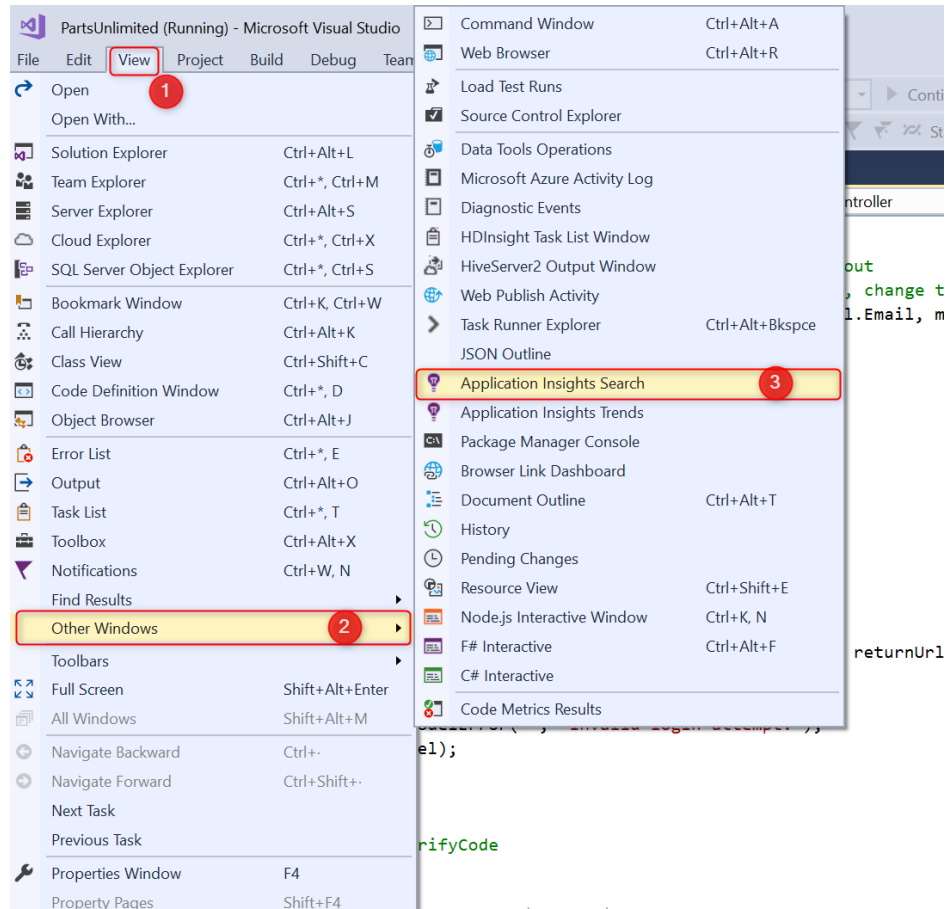 PartsUnlimited (Running) - Microsoft Visual Studio
File Edit View Project Build Debug Team
1
Open
Open With...
Solution Explorer Ctrl+Alt+L
Team Explorer Ctrl+*, Ctrl+M
Server Explorer Ctrl+Alt+S
Cloud Explorer Ctrl+*, Ctrl+X
SQL Server Object Explorer Ctrl+*, Ctrl+S
Bookmark Window Ctrl+K, Ctrl+W
Call Hierarchy Ctrl+Alt+K
Class View Ctrl+Shift+C
Code Definition Window Ctrl+*, D
Object Browser Ctrl+Alt+J
Error List Ctrl+*, E
Output Ctrl+Alt+O
Task List Ctrl+*, T
Toolbox Ctrl+Alt+X
Notifications Ctrl+W, N
Find Results
Other Windows 2
Toolbars
Full Screen Shift+Alt+Enter
All Windows Shift+Alt+M
Navigate Backward Ctrl+·
Navigate Forward Ctrl+Shift+·
Next Task
Previous Task
Properties Window F4
Property Pages Shift+F4
Command Window Ctrl+Alt+A
Web Browser Ctrl+Alt+R
Load Test Runs
Source Control Explorer
Data Tools Operations
Microsoft Azure Activity Log
Diagnostic Events
HDInsight Task List Window
HiveServer2 Output Window
Web Publish Activity
Task Runner Explorer Ctrl+Alt+Bkspce
JSON Outline
Application Insights Search 3
Application Insights Trends
Package Manager Console
Browser Link Dashboard
Document Outline Ctrl+Alt+T
History
Pending Changes
Resource View Ctrl+Shift+E
Node.js Interactive Window Ctrl+K, N
F# Interactive Ctrl+Alt+F
C# Interactive
Code Metrics Results
Conti
St
ntroller
out
, change t
l.Email, m
returnUrl
el);
rifyCode